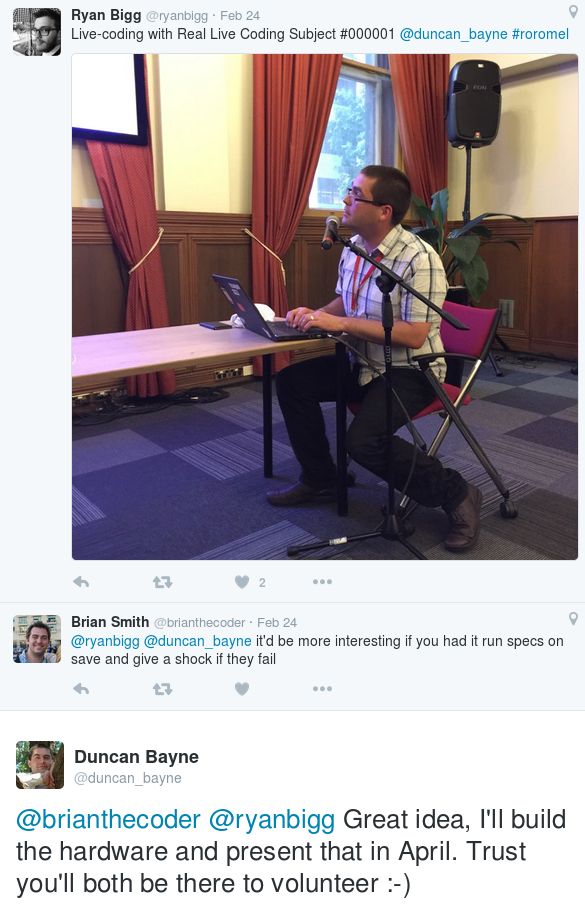 Ryan Bigg @ryanbigg · Feb 24
Live-coding with Real Live Coding Subject #000001 @duncan_bayne #roromel
2
Brian Smith @brianthecoder · Feb 24
@ryanbigg @duncan_bayne it'd be more interesting if you had it run specs on
save and give a shock if they fail
Duncan Bayne
@duncan_bayne
@brianthecoder @ryanbigg Great idea, I'll build
the hardware and present that in April. Trust
you'll both be there to volunteer :-)